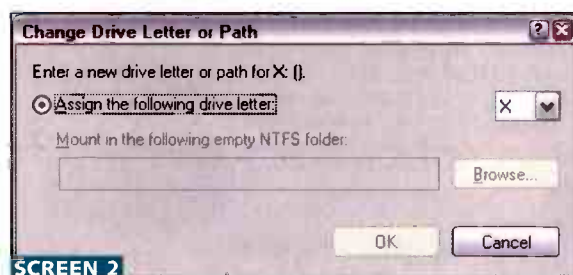 Change Drive Letter or Path
Enter a new drive letter or path for X: ().
Assign the following drive letter:
X
Mount in the following empty NTFS folder:
Browse...
OK
Cancel
SCREEN 2